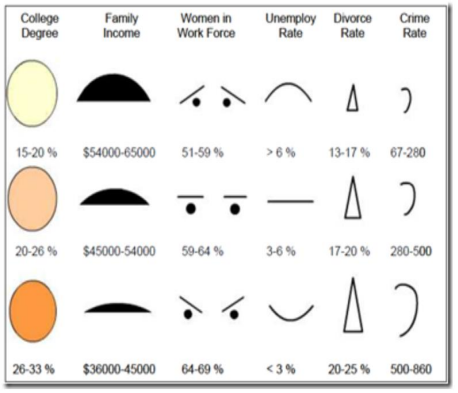 College Family Women in Unemploy Divorce Crime
Degree Income Work Force Rate Rate Rate
15-20 % $54000-65000 51-59 % > 6 % 13-17 % 67-280
20-26 % $45000-54000 59-64 % 3-6 % 17-20 % 280-500
26-33 % $36000-45000 64-69 % < 3 % 20-25 % 500-860